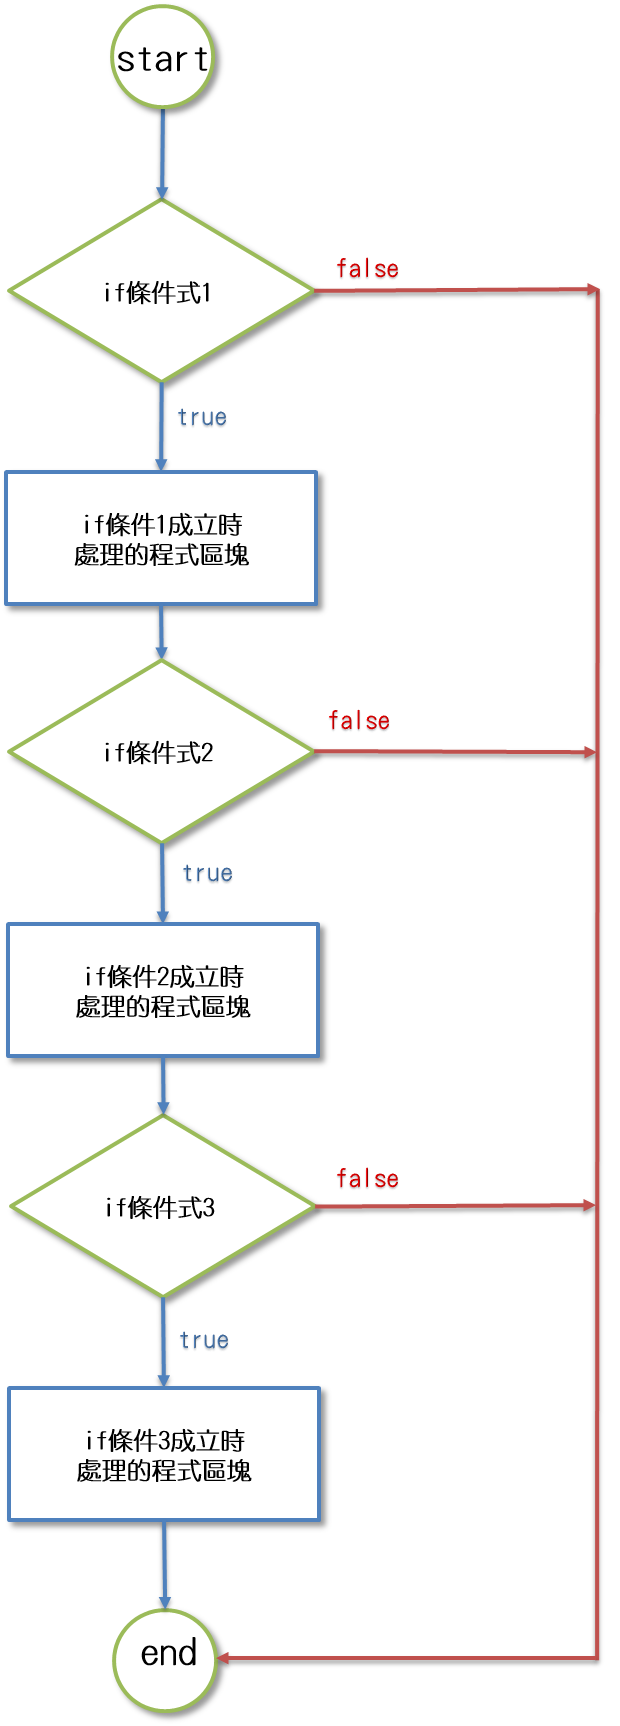 start
false
if條件式1
true
if條件1成立時
處理的程式區塊
false
if條件式2
true
if條件2成立時
處理的程式區塊
false
if條件式3
true
if條件3成立時
處理的程式區塊
end